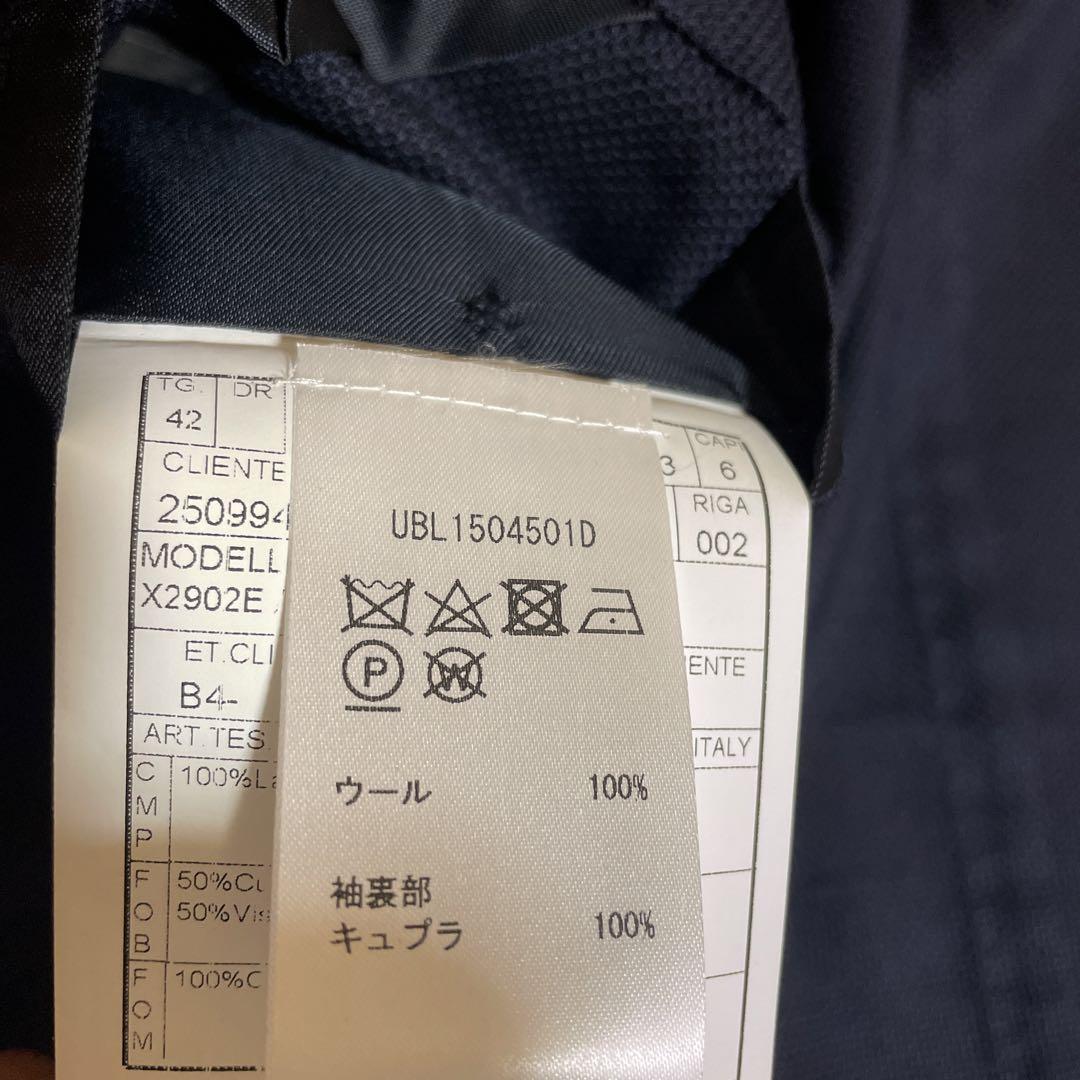 TG. DR
42
CLIENTE
250994
MODELL
X2902E
ET.CLI
B4-
ART.TES
C M P
100%La
F O B
50%Cu
50%Vis
F O M
100%C
UBL1504501D
P
W
ウール 100%
袖裏部
キュプラ 100%
CAPI
3 6
RIGA
002
ENTE
ITALY